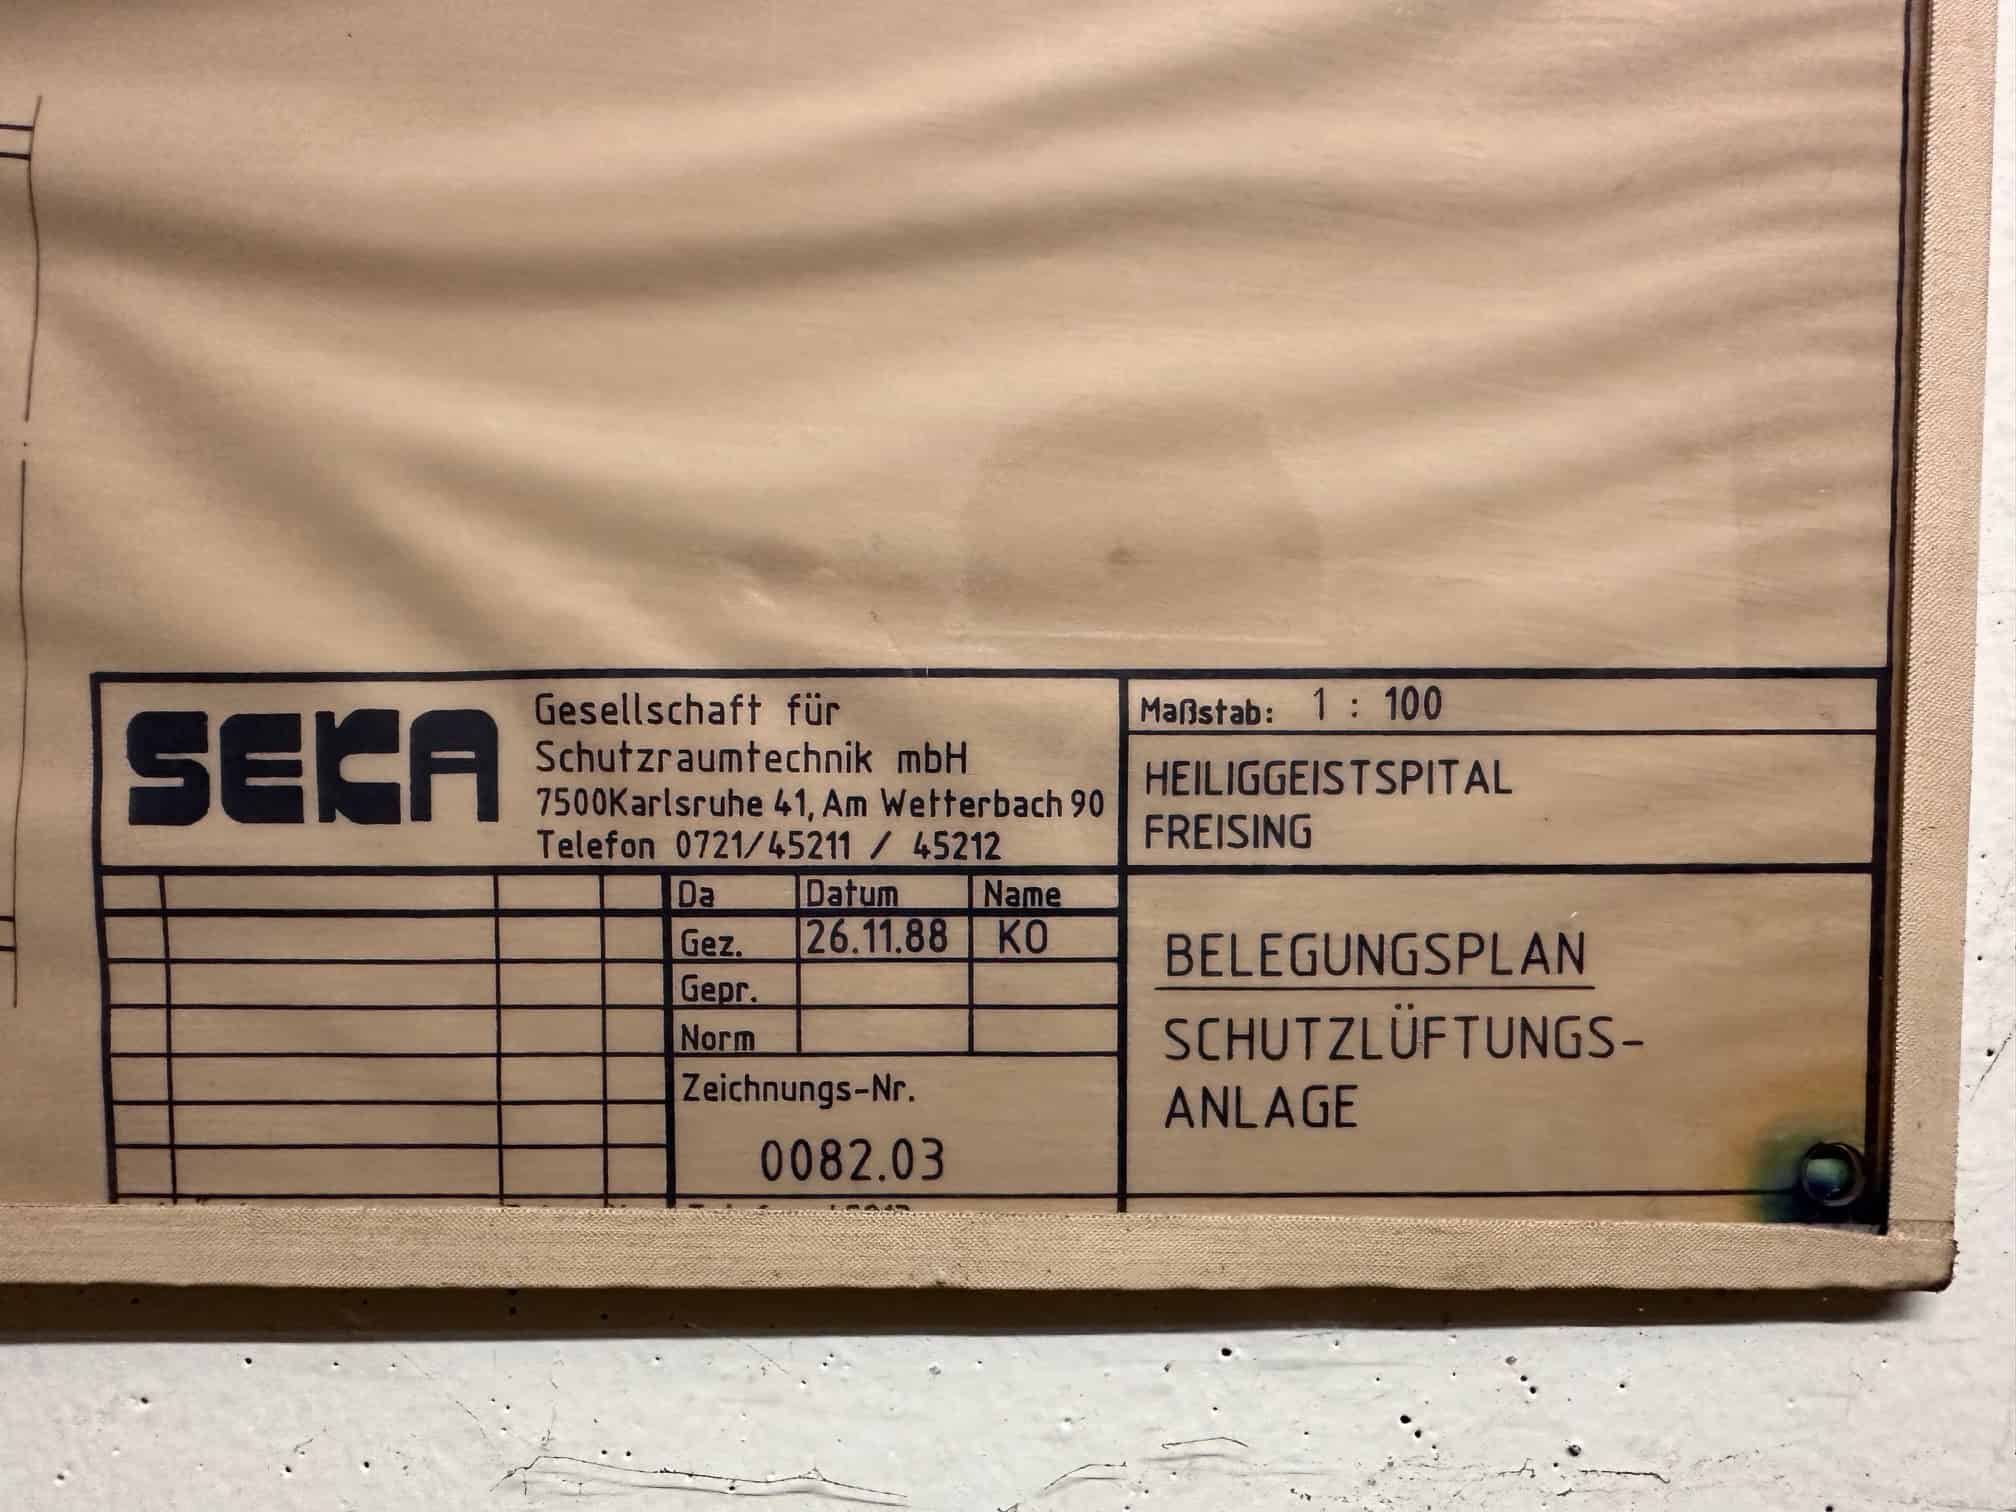 SEKA
Gesellschaft für
Schutzraumtechnik mbH
7500Karlsruhe 41, Am Wetterbach 90
Telefon 0721/45211 / 45212
Maßstab: 1 : 100
HEILIGGEISTSPITAL
FREISING
Da Datum Name
Gez. 26.11.88 KO
Gepr.
Norm
Zeichnungs-Nr.
0082.03
BELEGUNGSPLAN
SCHUTZLÜFTUNGS-
ANLAGE